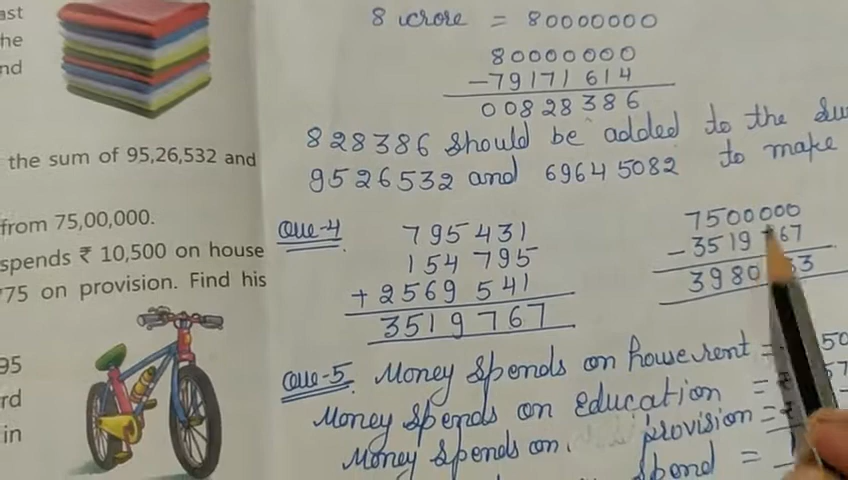 ast
he
nd
the sum of 95,26,532 and
from 75,00,000.
spends ₹ 10,500 on house
75 on provision. Find his
95
rd
in
8 crore = 80000000
80000000
-79171614
00828386
828386 should be added to the
9526532 and 69645082 to make
Que-4
795431
154795
+2569541
3519767
7500000
-3519 67
3980 3
Que-5. Money Spends on house rent =
Money Spends on Education =
Money Spends on provision =
Spend =